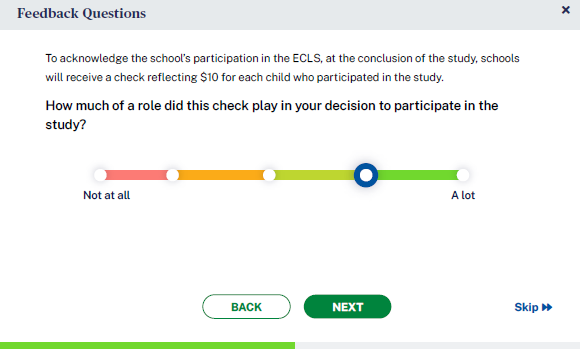 Feedback Questions
To acknowledge the school's participation in the ECLS, at the conclusion of the study, schools
will receive a check reflecting $10 for each child who participated in the study.
How much of a role did this check play in your decision to participate in the
study?
Not at all
A lot
BACK
NEXT
Skip